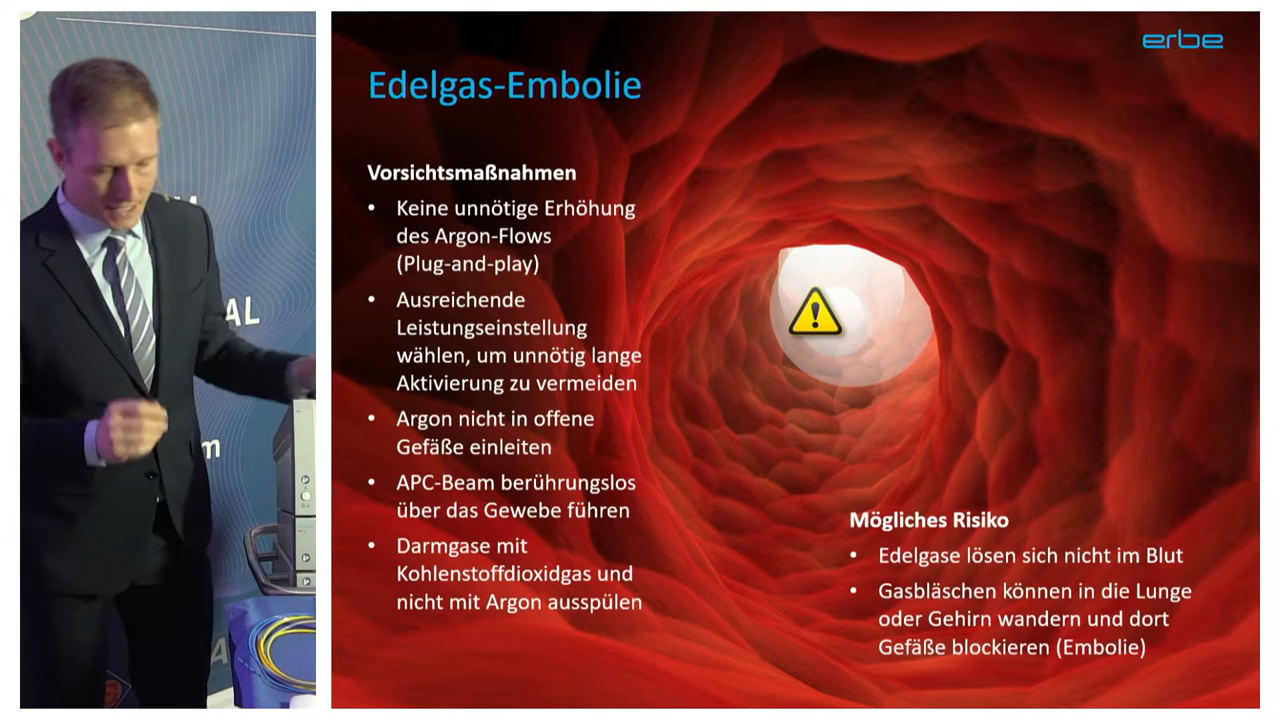 erbe
Edelgas-Embolie
Vorsichtsmaßnahmen
• Keine unnötige Erhöhung
des Argon-Flows
(Plug-and-play)
• Ausreichende
Leistungseinstellung
wählen, um unnötig lange
Aktivierung zu vermeiden
• Argon nicht in offene
Gefäße einleiten
• APC-Beam berührungslos
über das Gewebe führen
• Darmgase mit
Kohlenstoffdioxidgas und
nicht mit Argon ausspülen
Mögliches Risiko
• Edelgase lösen sich nicht im Blut
• Gasbläschen können in die Lunge
oder Gehirn wandern und dort
Gefäße blockieren (Embolie)
AL
m